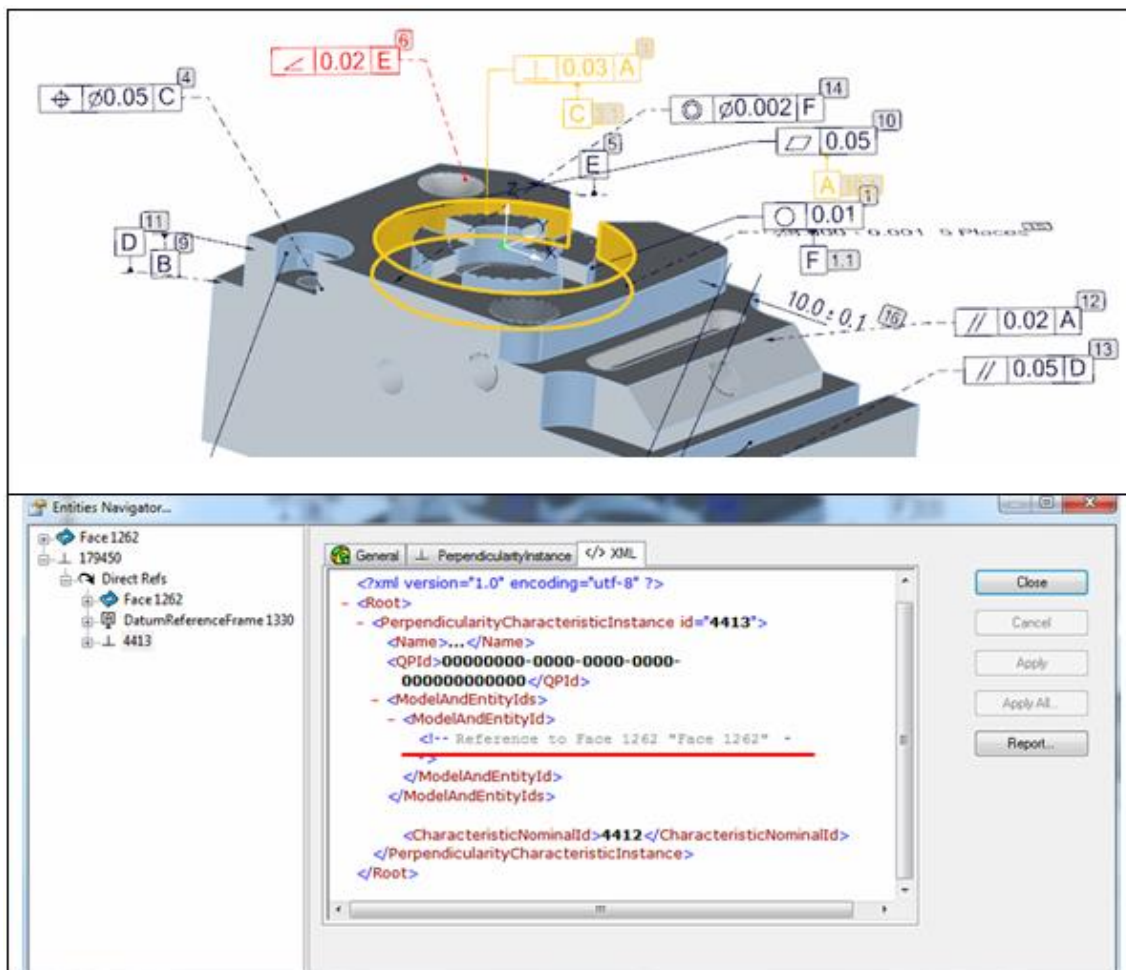 6
∠ 0.02 E
⊥ 0.03 A
4
⌖ ⌀0.05 C
C
14
◎ ⌀0.002 F
10
⏥ 0.05
5
E
A
1
○ 0.01
11
D
9
B
0.001 9 Places
F 1.1
10.0 ± 0.1 16
12
// 0.02 A
13
// 0.05 D
Z
Entities Navigator...
Face 1262
⊥ 179450
Direct Refs
Face 1262
DatumReferenceFrame 1330
⊥ 4413
General ⊥ PerpendicularityInstance </> XML
<?xml version="1.0" encoding="utf-8" ?>
- <Root>
- <PerpendicularityCharacteristicInstance id="4413">
<Name>...</Name>
<QPId>00000000-0000-0000-0000-
000000000000</QPId>
- <ModelAndEntityIds>
- <ModelAndEntityId>
<!-- Reference to Face 1262 "Face 1262" -
->
</ModelAndEntityId>
</ModelAndEntityIds>
<CharacteristicNominalId>4412</CharacteristicNominalId>
</PerpendicularityCharacteristicInstance>
</Root>
Close
Cancel
Apply
Apply All...
Report...